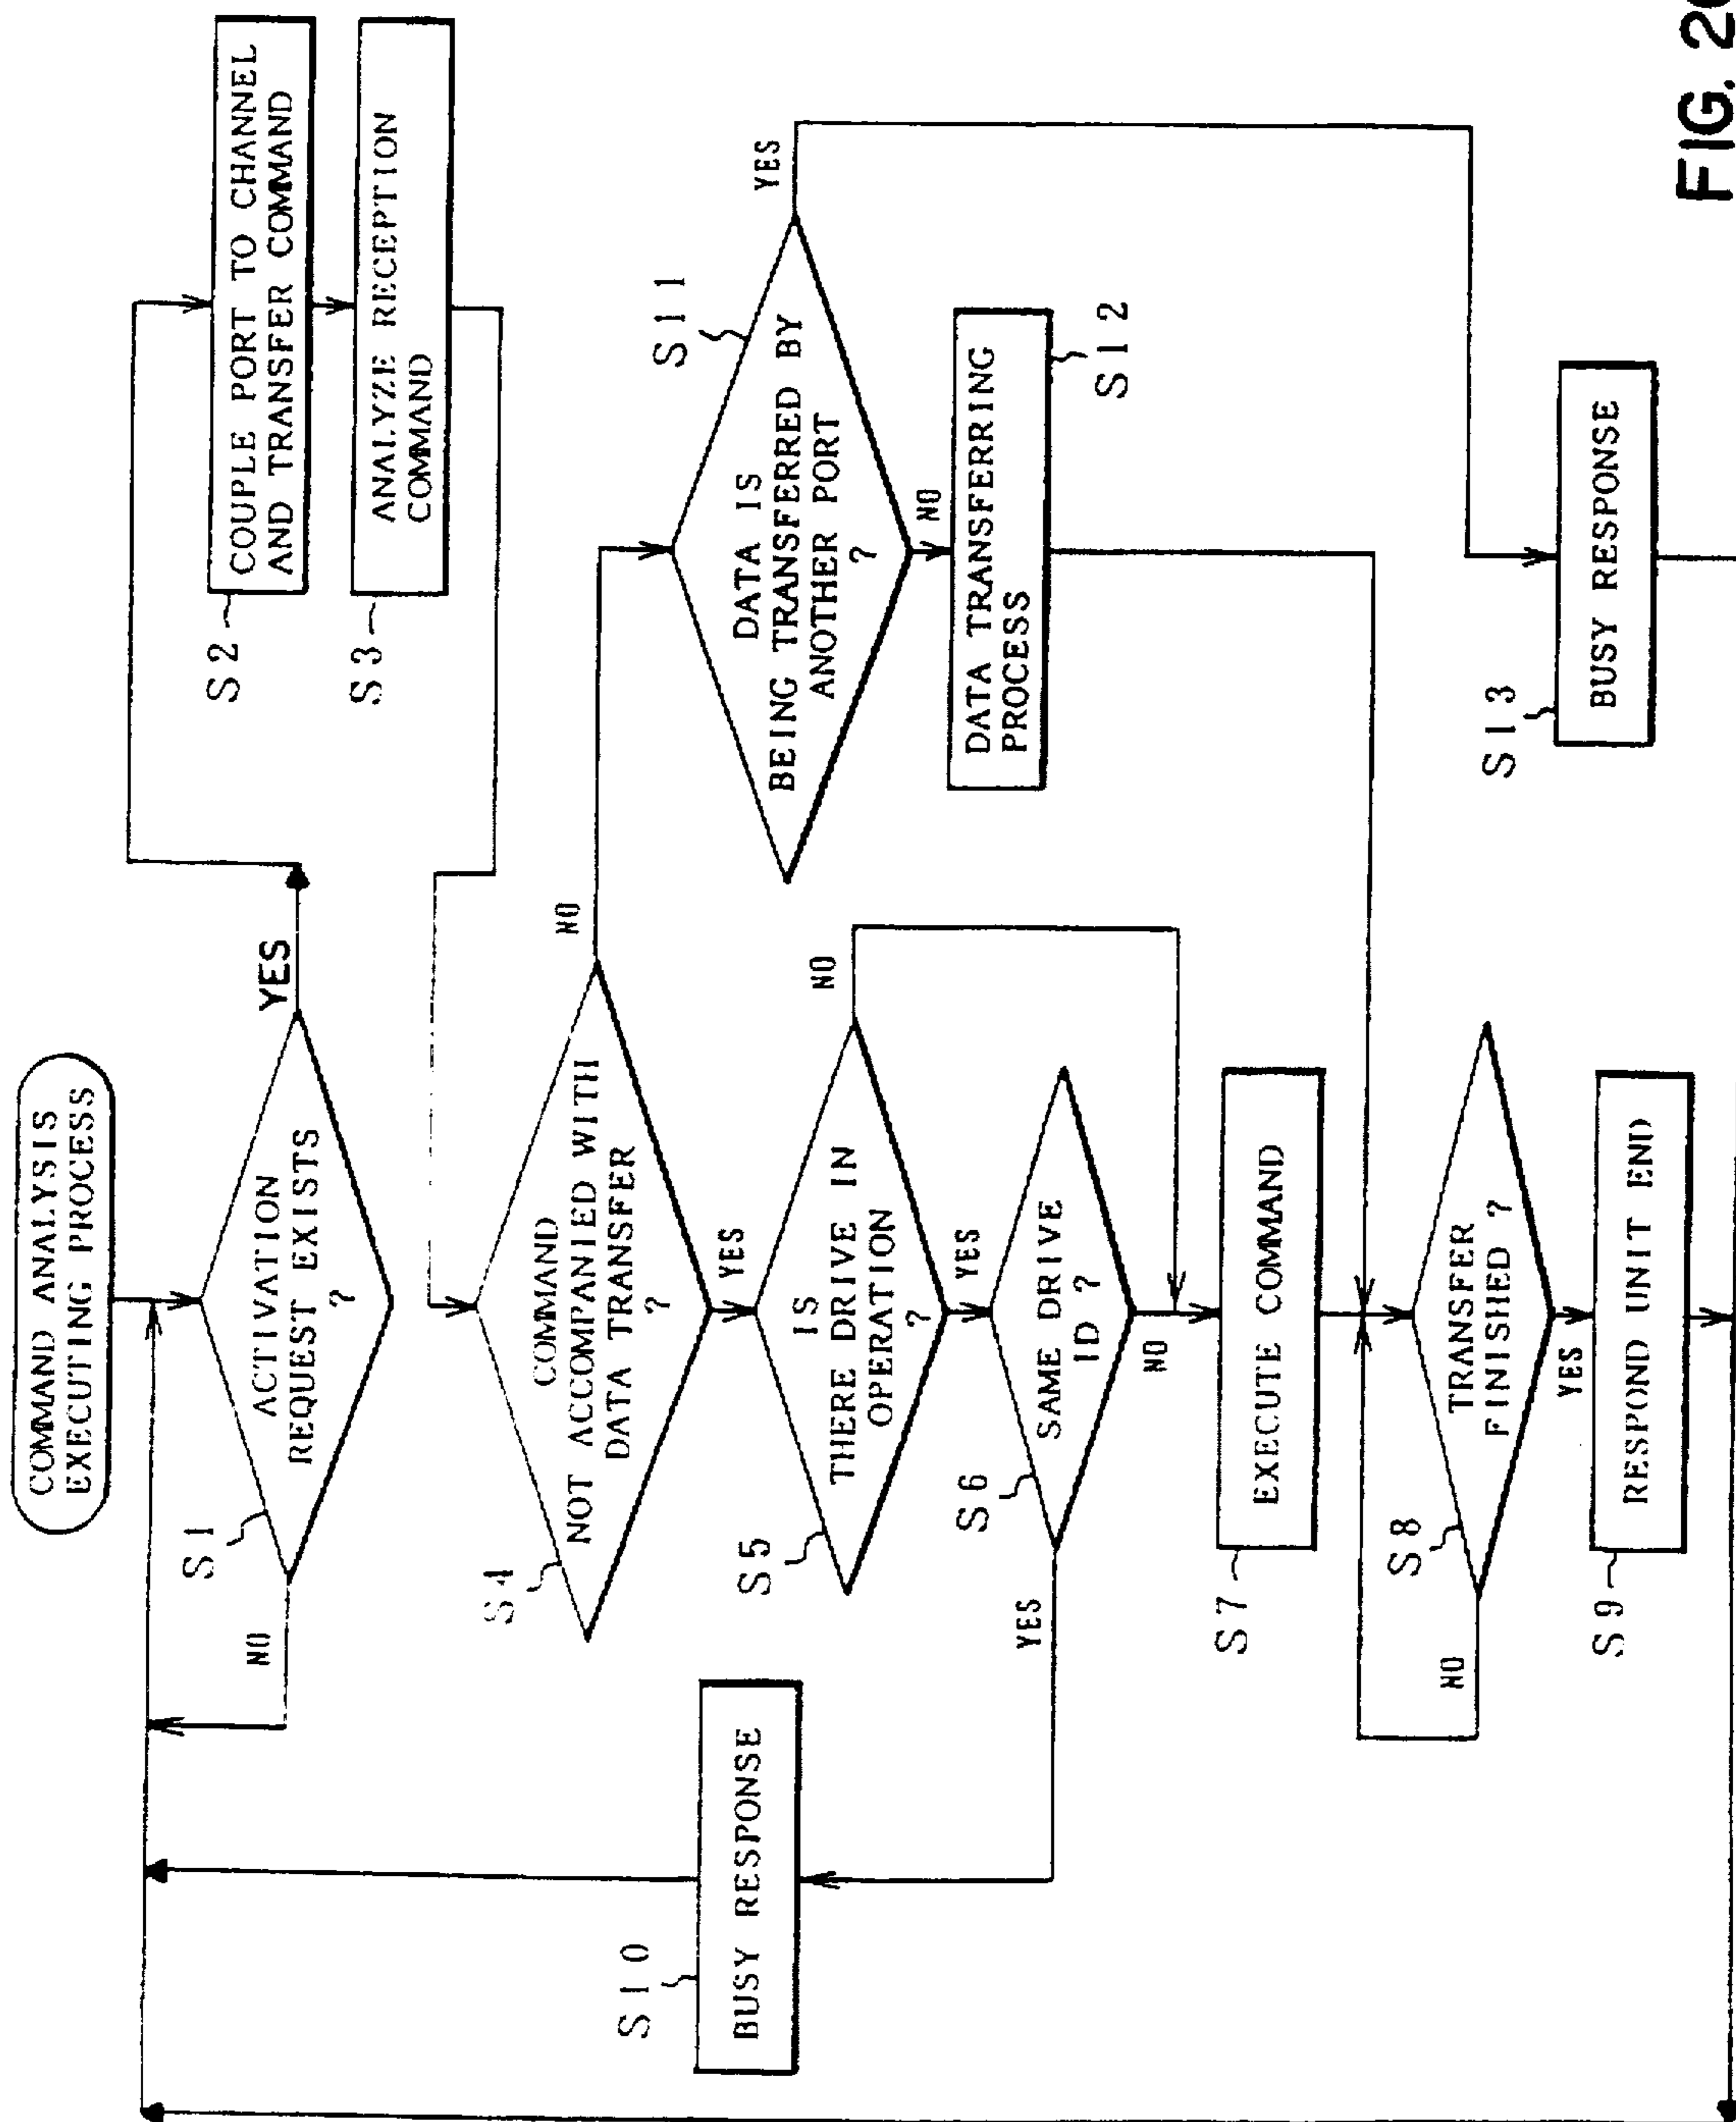 COMMAND ANALYSIS
EXECUTING PROCESS
S1
ACTIVATION
REQUEST EXISTS
?
NO
YES
S2
COUPLE PORT TO CHANNEL
AND TRANSFER COMMAND
S3
ANALYZE RECEPTION
COMMAND
S4
COMMAND
NOT ACCOMPANIED WITH
DATA TRANSFER
?
NO
YES
S5
IS
THERE DRIVE IN
OPERATION
?
NO
YES
S6
SAME DRIVE
ID ?
YES
NO
S7
EXECUTE COMMAND
S8
TRANSFER
FINISHED ?
NO
YES
S9
RESPOND UNIT END
S10
BUSY RESPONSE
S11
DATA IS
BEING TRANSFERRED BY
ANOTHER PORT
?
YES
NO
S12
DATA TRANSFERRING
PROCESS
S13
BUSY RESPONSE
FIG.